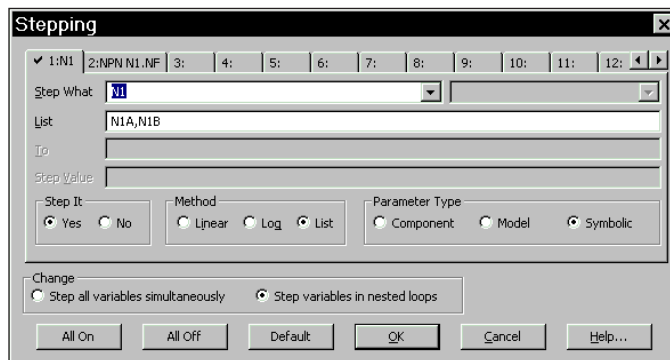 Stepping
1:N1 2:NPN N1.NF 3: 4: 5: 6: 7: 8: 9: 10: 11: 12:
Step What N1
List N1A,N1B
To
Step Value
Step It Method Parameter Type
Yes No Linear Log List Component Model Symbolic
Change
Step all variables simultaneously Step variables in nested loops
All On All Off Default OK Cancel Help...